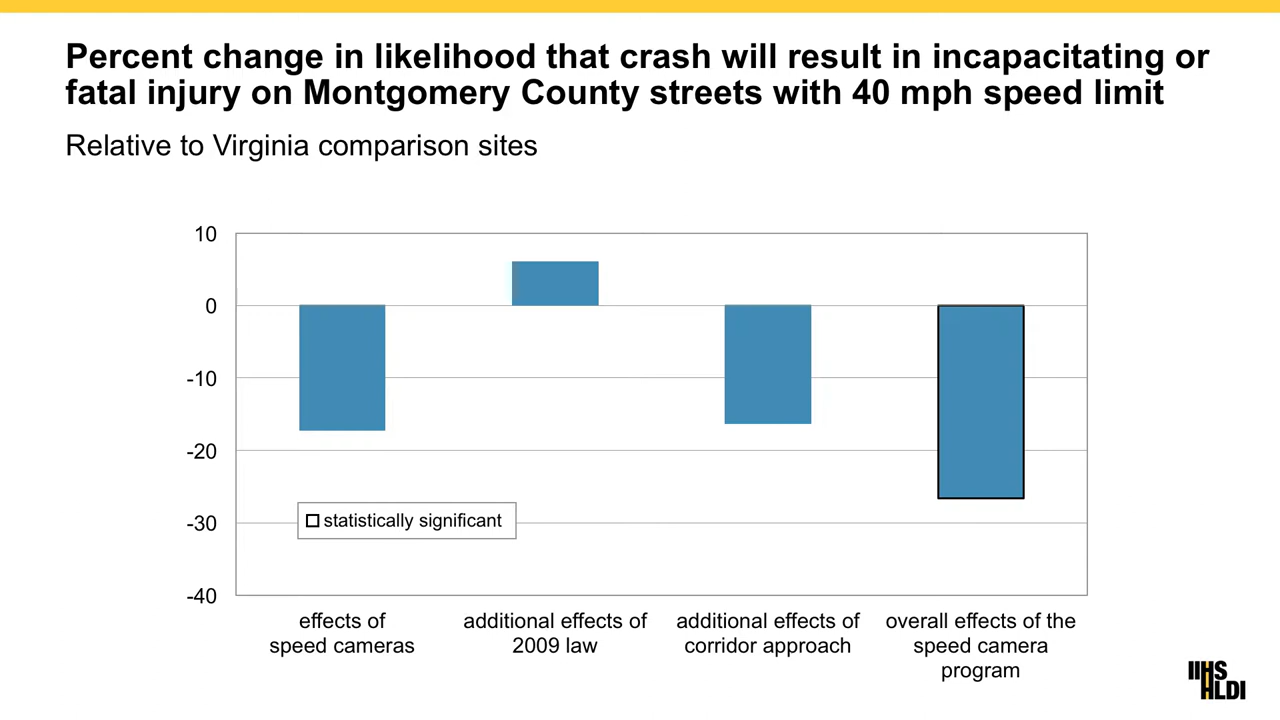 Percent change in likelihood that crash will result in incapacitating or
fatal injury on Montgomery County streets with 40 mph speed limit
Relative to Virginia comparison sites
10
0
-10
-20
-30
-40
statistically significant
effects of
speed cameras
additional effects of
2009 law
additional effects of
corridor approach
overall effects of the
speed camera
program
IIHS
HLDI